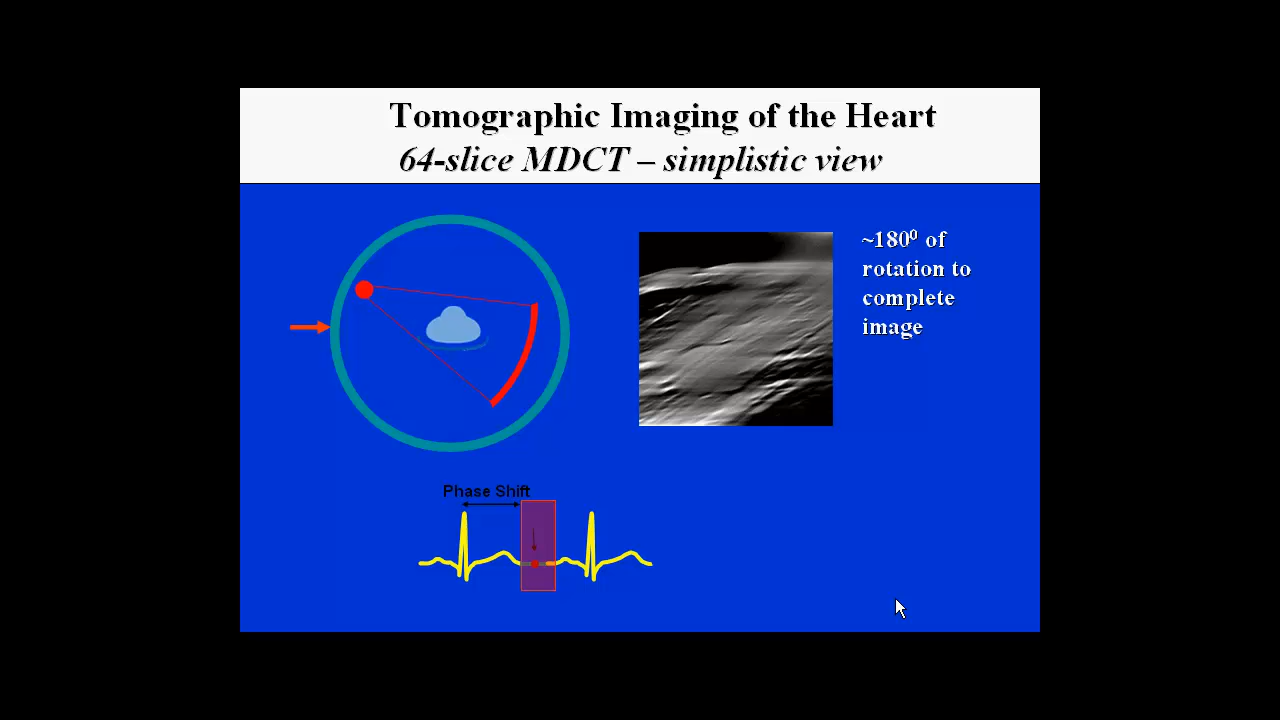 Tomographic Imaging of the Heart
64-slice MDCT – simplistic view
~180⁰ of
rotation to
complete
image
Phase Shift